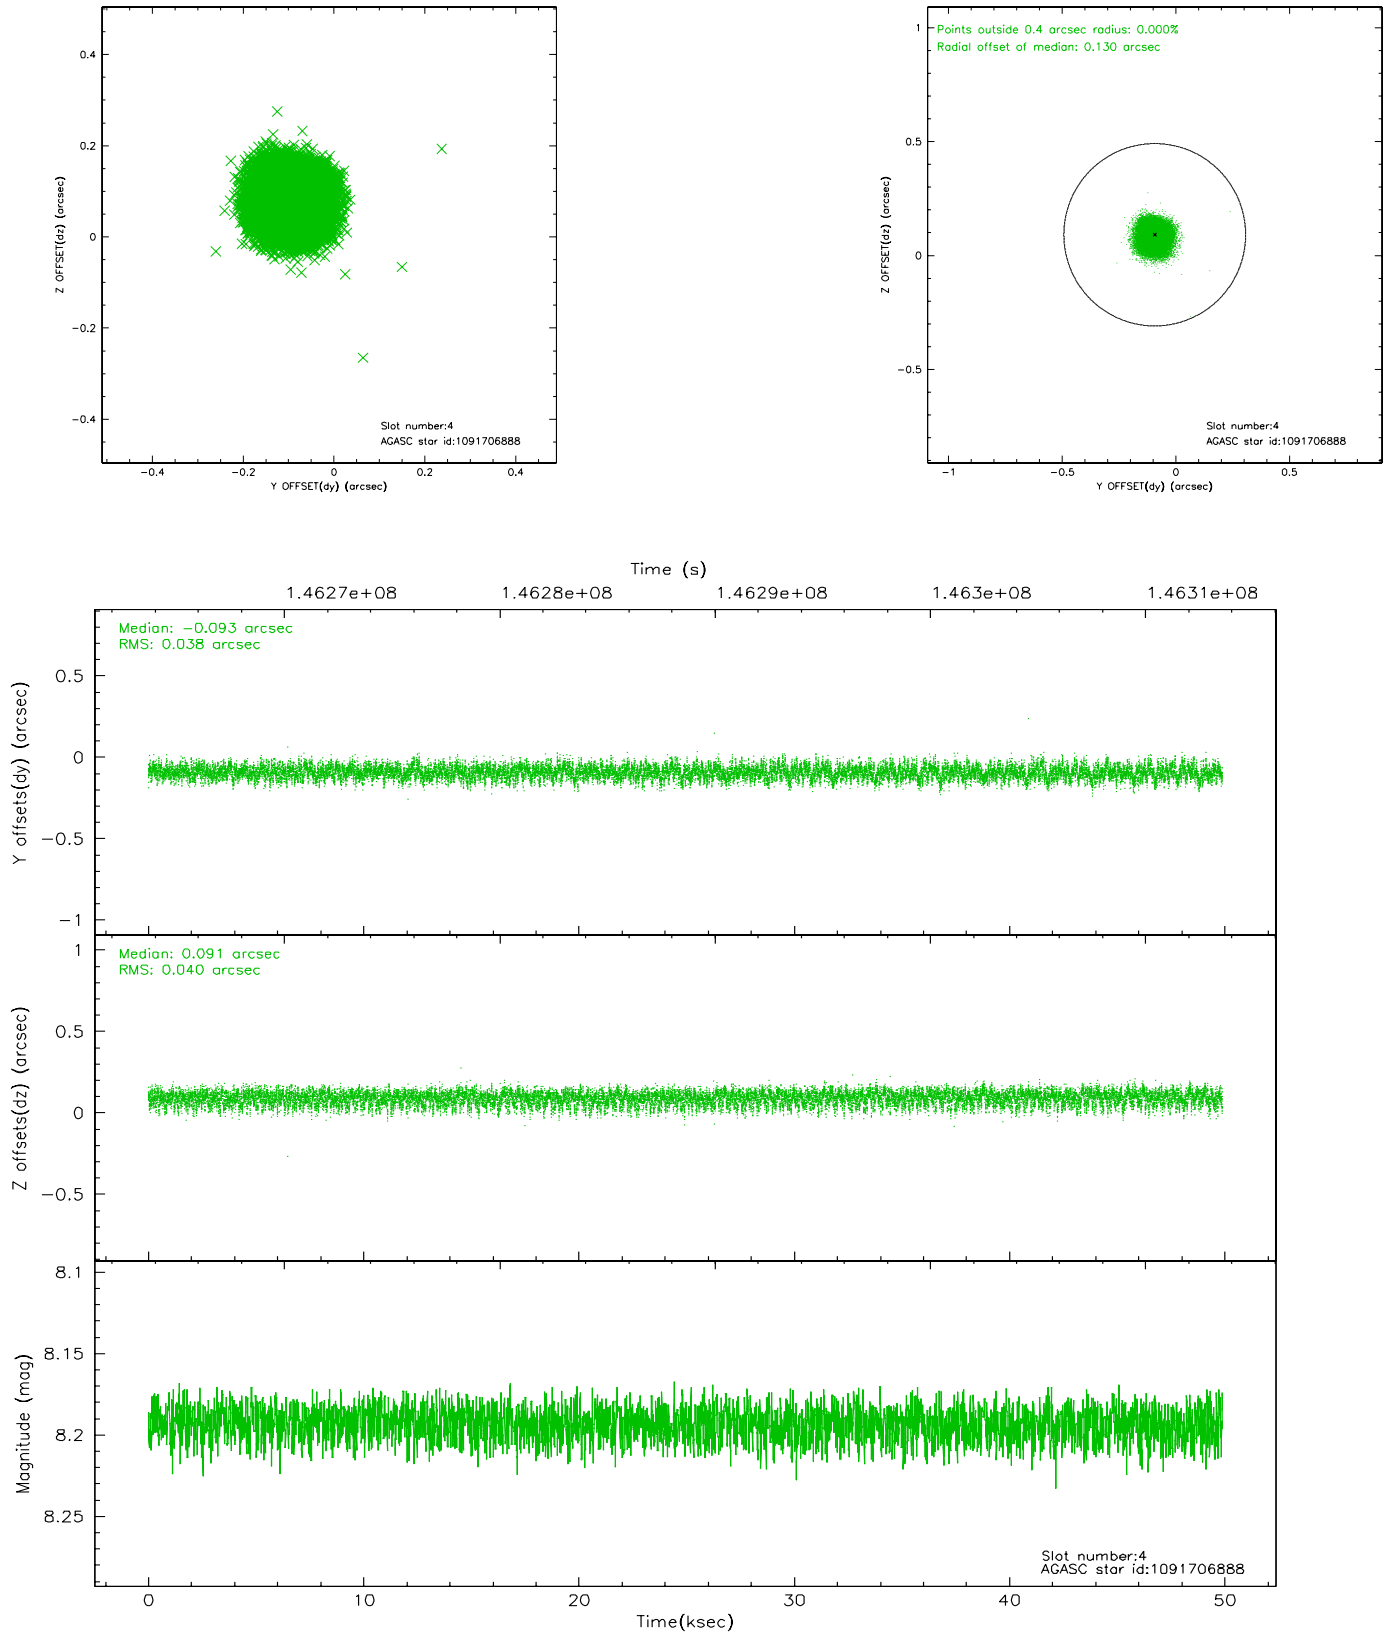 0.4
0.2
0
−0.2
−0.4
Z OFFSET(dz) (arcsec)
Slot number:4
AGASC star id:1091706888
−0.4 −0.2 0 0.2 0.4
Y OFFSET(dy) (arcsec)
Points outside 0.4 arcsec radius: 0.000%
Radial offset of median: 0.130 arcsec
1
0.5
0
−0.5
Z OFFSET(dz) (arcsec)
Slot number:4
AGASC star id:1091706888
−1 −0.5 0 0.5
Y OFFSET(dy) (arcsec)
Time (s)
1.4627e+08 1.4628e+08 1.4629e+08 1.463e+08 1.4631e+08
Median: −0.093 arcsec
RMS: 0.038 arcsec
0.5
0
−0.5
−1
Y offsets(dy) (arcsec)
Median: 0.091 arcsec
RMS: 0.040 arcsec
1
0.5
0
−0.5
Z offsets(dz) (arcsec)
8.1
8.15
8.2
8.25
Magnitude (mag)
Slot number:4
AGASC star id:1091706888
0 10 20 30 40 50
Time(ksec)